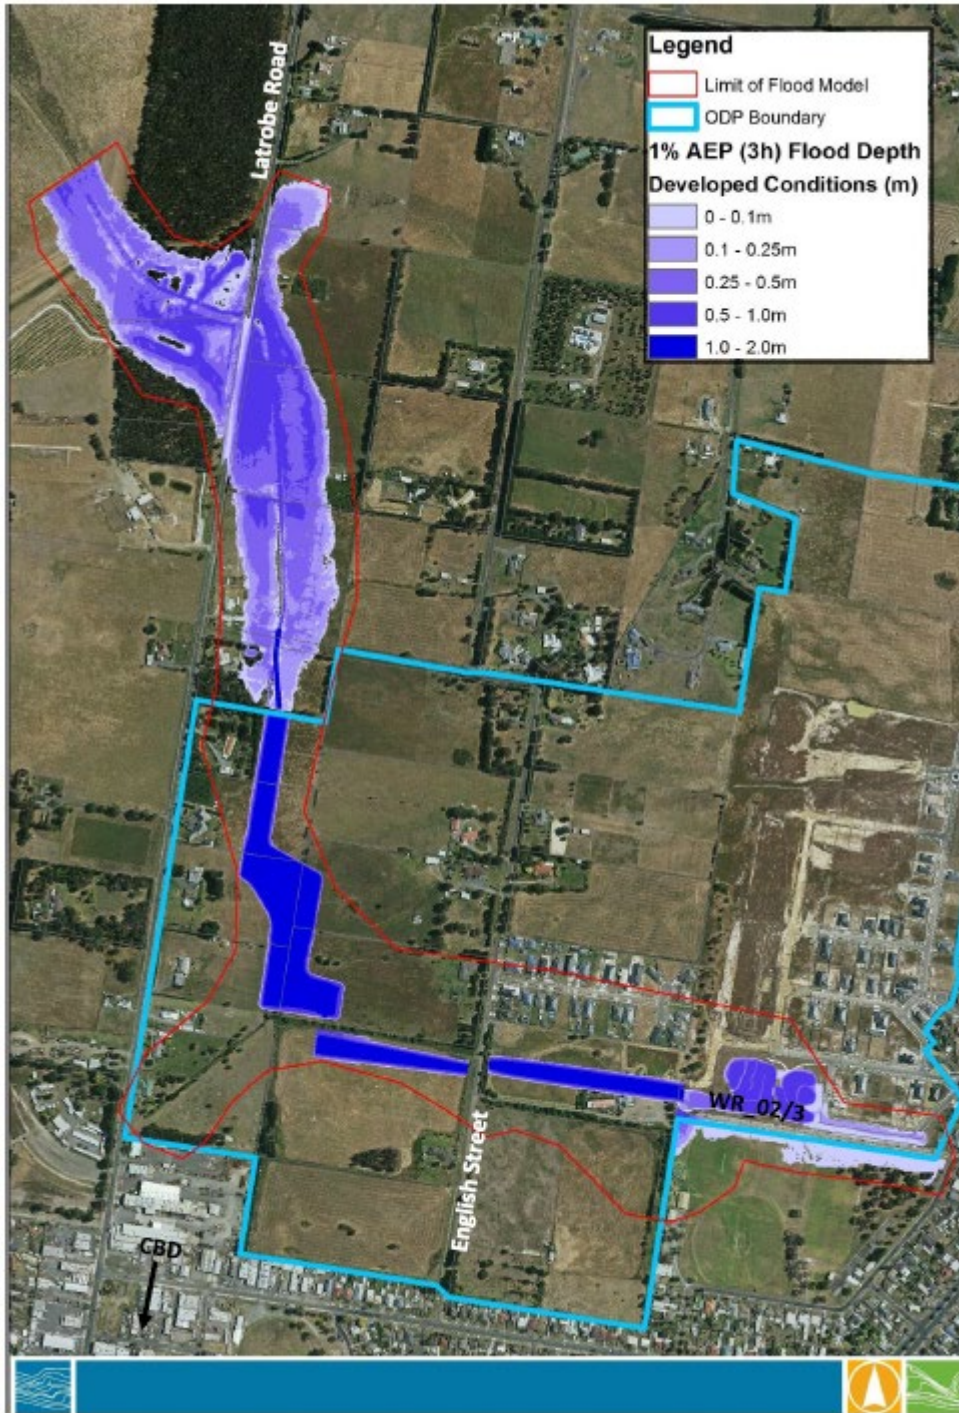 Legend
Limit of Flood Model
ODP Boundary
1% AEP (3h) Flood Depth
Developed Conditions (m)
0 - 0.1m
0.1 - 0.25m
0.25 - 0.5m
0.5 - 1.0m
1.0 - 2.0m
Latrobe Road
WR_02/3
English Street
CBD